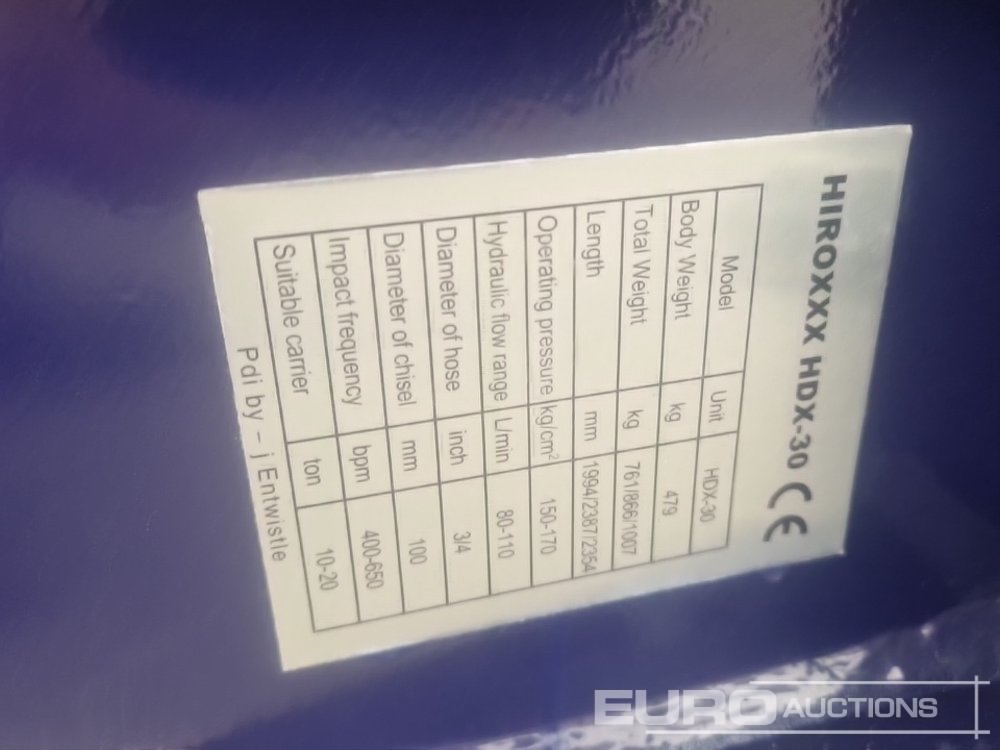 HIROXXX HDX-30 CE
Model Unit HDX-30
Body Weight kg 479
Total Weight kg 761/866/1007
Length mm 1994/2387/2354
Operating pressure kg/cm² 150-170
Hydraulic flow range L/min 80-110
Diameter of hose inch 3/4
Diameter of chisel mm 100
Impact frequency bpm 400-650
Suitable carrier ton 10-20
Pdi by - j Entwistle
EURO AUCTIONS